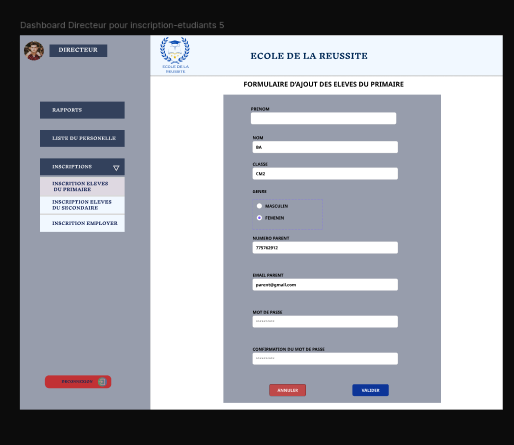 Dashboard Directeur pour inscription-etudiants 5
DIRECTEUR
ECOLE DE LA
REUSSITE
ECOLE DE LA REUSSITE
FORMULAIRE D'AJOUT DES ELEVES DU PRIMAIRE
RAPPORTS
LISTE DU PERSONELLE
INSCRIPTIONS
INSCRITION ELEVES
DU PRIMAIRE
INSCRIPTION ELEVES
DU SECONDAIRE
INSCRIPTION EMPLOYER
PRENOM
NOM
BA
CLASSE
CM2
GENRE
MASCULIN
FEMENIN
NUMERO PARENT
775762912
EMAIL PARENT
parent@gmail.com
MOT DE PASSE
CONFIRMATION DU MOT DE PASSE
ANNULER
VALIDER